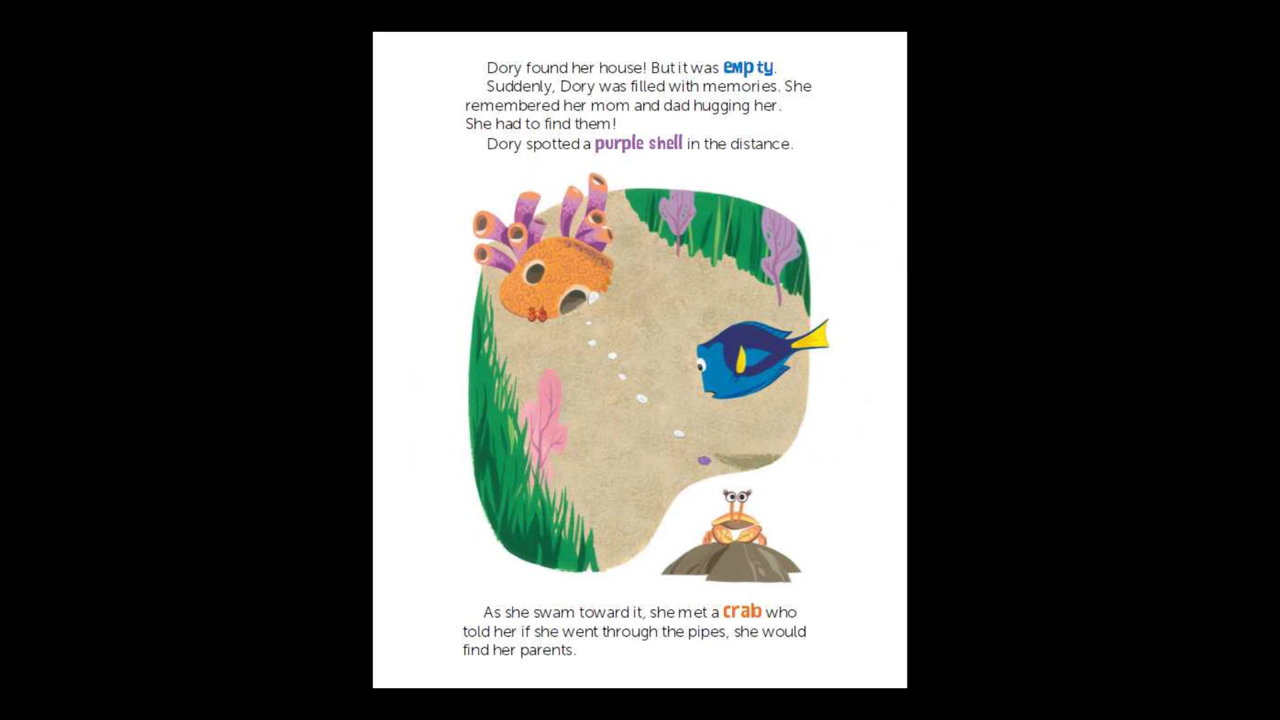 Dory found her house! But it was empty.
Suddenly, Dory was filled with memories. She
remembered her mom and dad hugging her.
She had to find them!
Dory spotted a purple shell in the distance.
As she swam toward it, she met a crab who
told her if she went through the pipes, she would
find her parents.